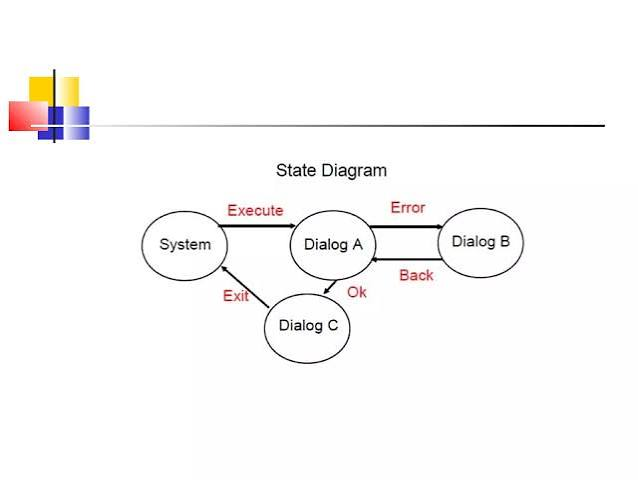 State Diagram
Execute
Error
System
Dialog A
Dialog B
Back
Exit
Ok
Dialog C